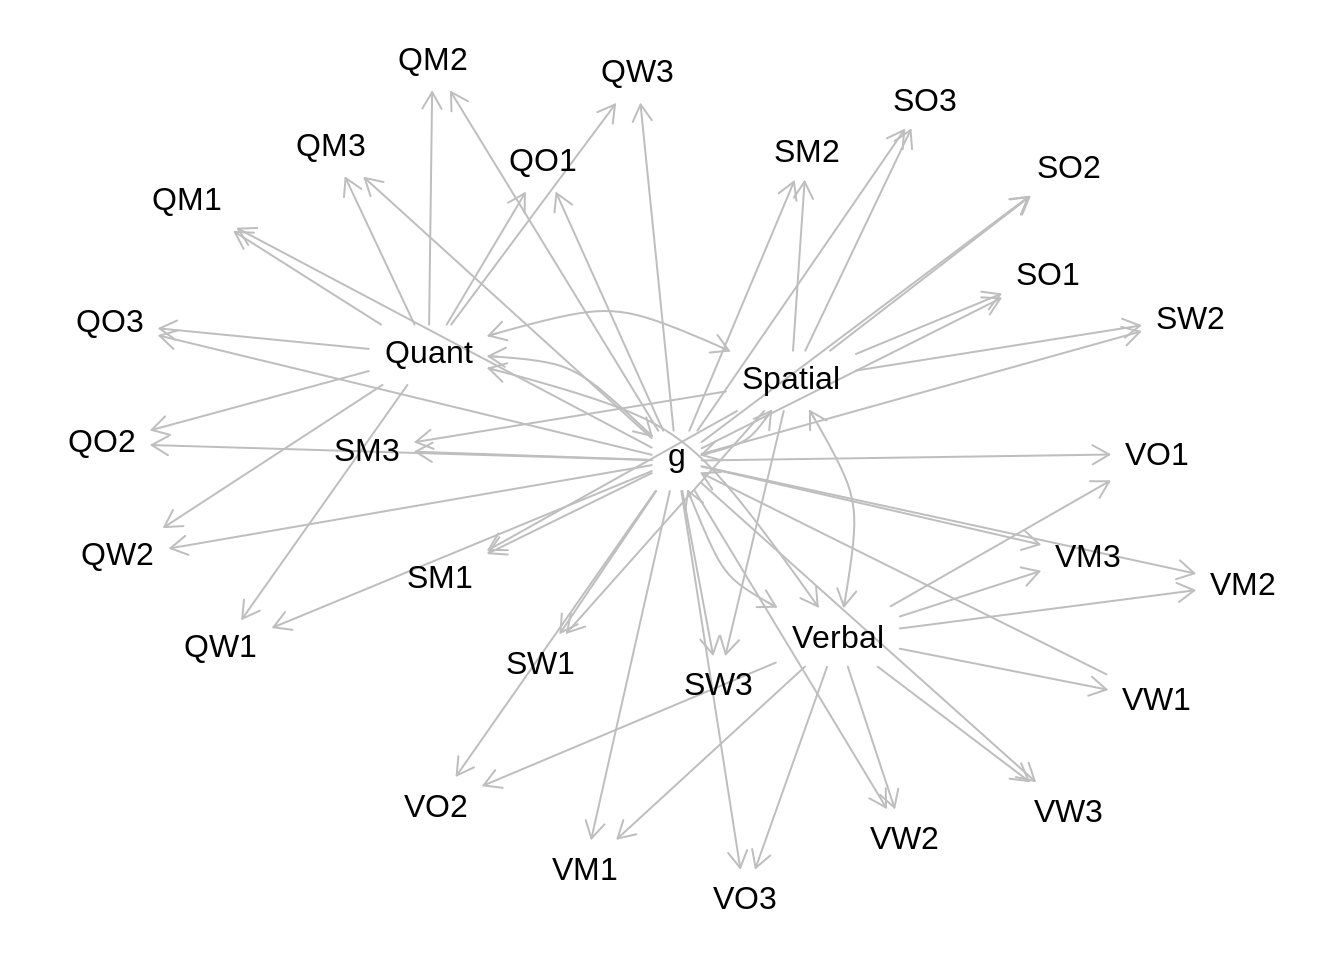 QM2
QW3
SO3
QM3
SM2
QO1
SO2
QM1
SO1
QO3
SW2
Quant
Spatial
QO2
SM3
g
VO1
QW2
VM3
SM1
VM2
QW1
Verbal
SW1
SW3
VW1
VO2
VW3
VW2
VM1
VO3